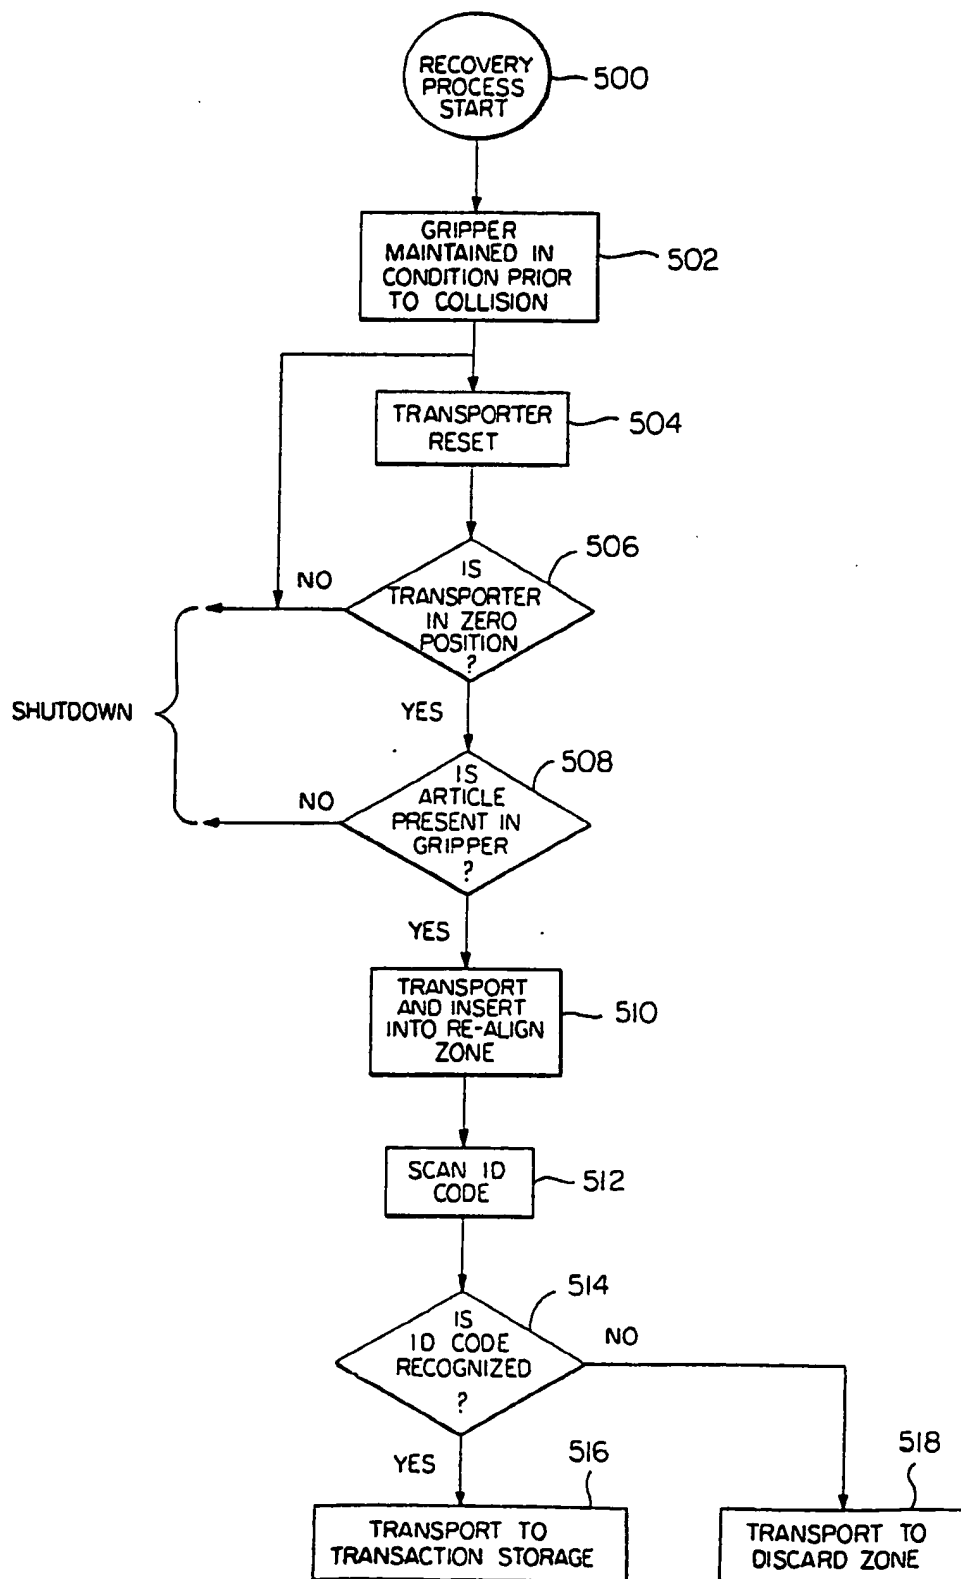 RECOVERY
PROCESS
START
500
GRIPPER
MAINTAINED IN
CONDITION PRIOR
TO COLLISION
502
TRANSPORTER
RESET
504
506
IS
TRANSPORTER
IN ZERO
POSITION
?
NO
YES
SHUTDOWN
508
IS
ARTICLE
PRESENT IN
GRIPPER
?
NO
YES
TRANSPORT
AND INSERT
INTO RE-ALIGN
ZONE
510
SCAN ID
CODE
512
514
IS
ID CODE
RECOGNIZED
?
NO
YES
516
518
TRANSPORT TO
TRANSACTION STORAGE
TRANSPORT TO
DISCARD ZONE